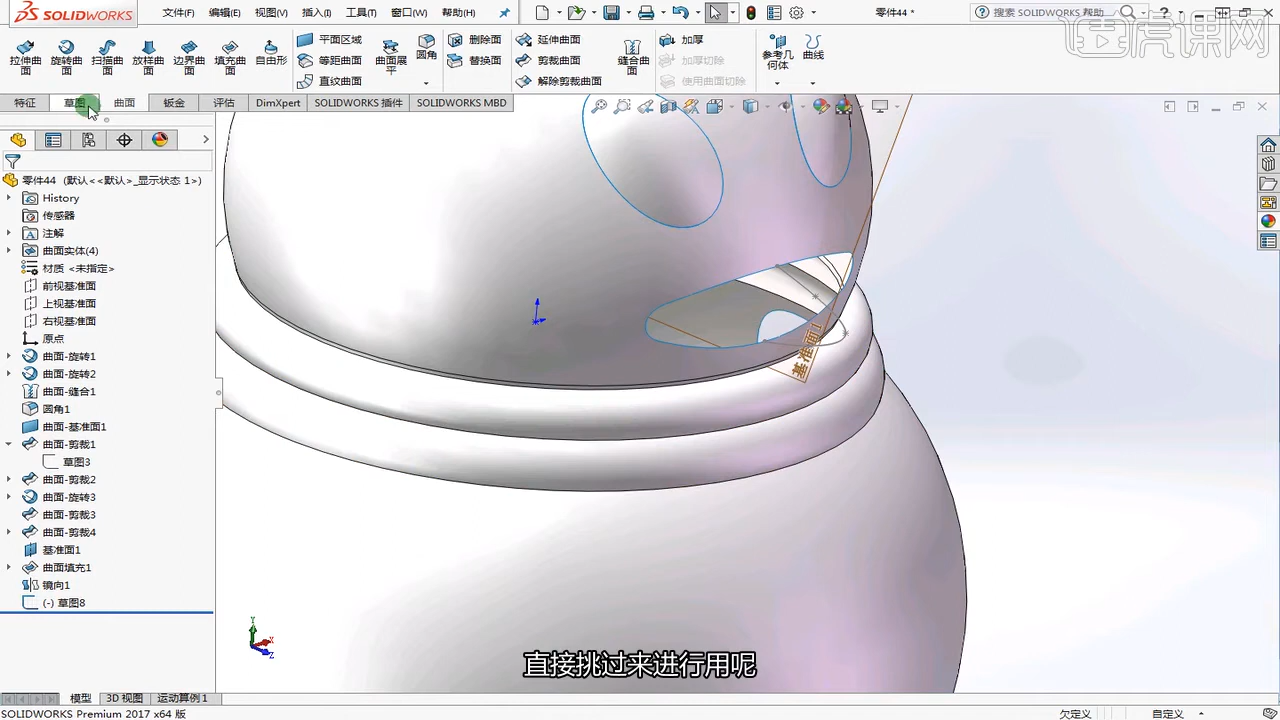 SOLIDWORKS
文件(F) 编辑(E) 视图(V) 插入(I) 工具(T) 窗口(W) 帮助(H)
零件44 *
搜索 SOLIDWORKS 帮助
虎课网
拉伸曲面 旋转曲面 扫描曲面 放样曲面 边界曲面 填充曲面 自由形
平面区域
等距曲面
直纹曲面
曲面展平
圆角
删除面
替换面
延伸曲面
剪裁曲面
解除剪裁曲面
缝合曲面
加厚
加厚切除
使用曲面切除
参考几何体
曲线
特征 草图 曲面 钣金 评估 DimXpert SOLIDWORKS 插件 SOLIDWORKS MBD
零件44 (默认<<默认>_显示状态 1>)
History
传感器
注解
曲面实体(4)
材质 <未指定>
前视基准面
上视基准面
右视基准面
原点
曲面-旋转1
曲面-旋转2
曲面-缝合1
圆角1
曲面-基准面1
曲面-剪裁1
草图3
曲面-剪裁2
曲面-旋转3
曲面-剪裁3
曲面-剪裁4
基准面1
曲面填充1
镜向1
(-) 草图8
Y
X
Z
直接挑过来进行用呢
模型 3D 视图 运动算例 1
SOLIDWORKS Premium 2017 x64 版
欠定义
自定义